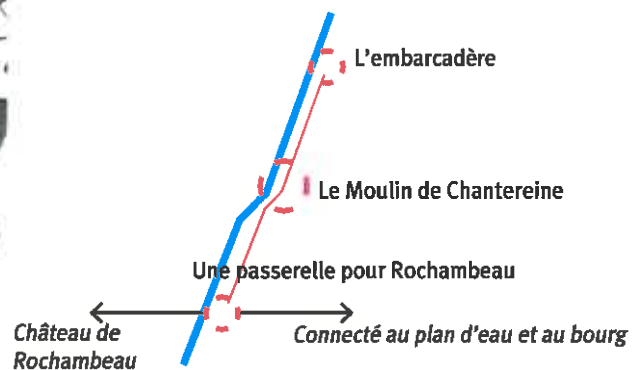 L'embarcadère
Le Moulin de Chantereine
Une passerelle pour Rochambeau
Château de
Rochambeau
Connecté au plan d'eau et au bourg